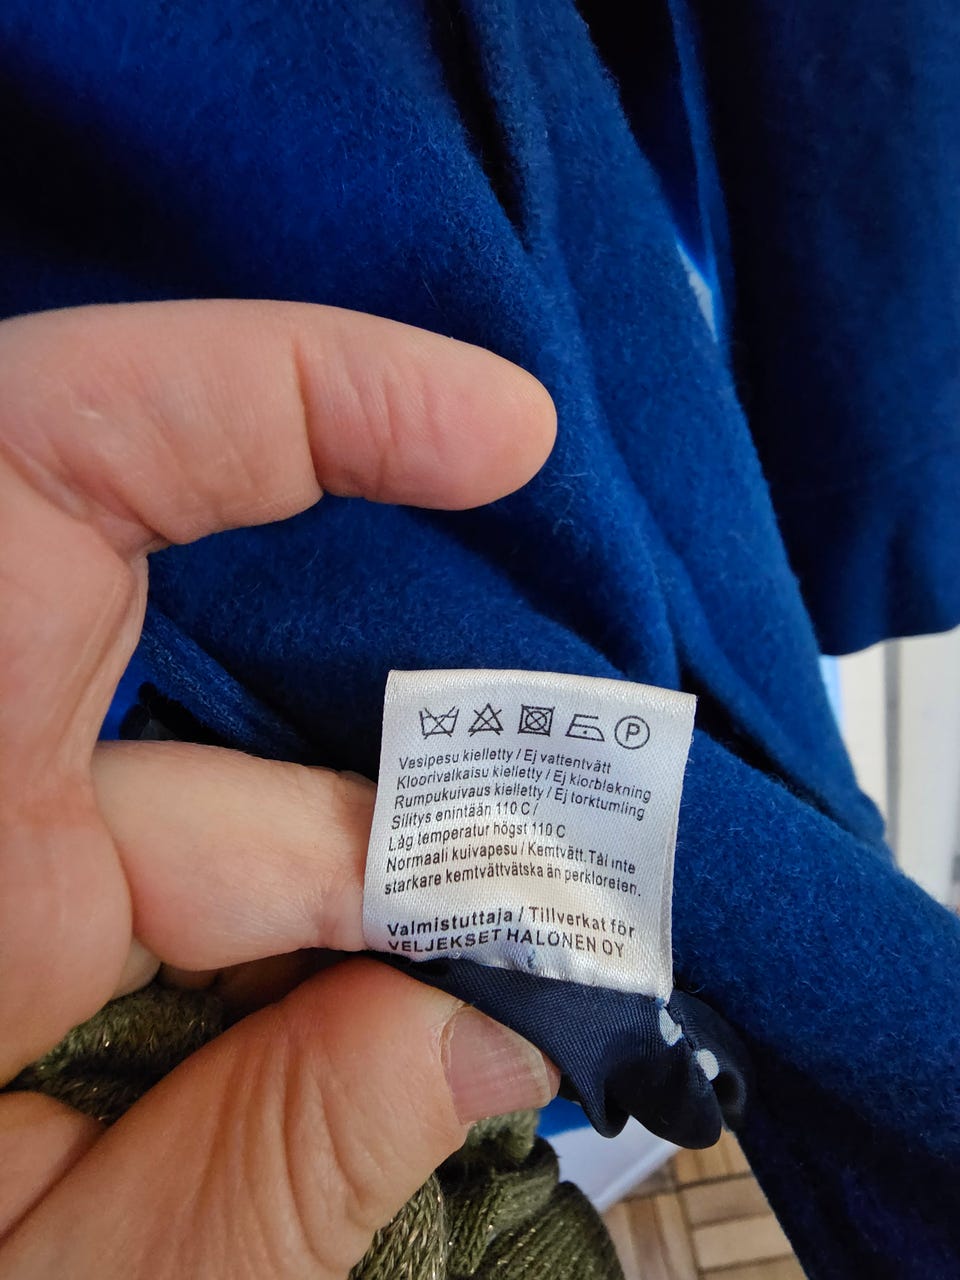 P
Vesipesu kielletty / Ej vattentvätt
Kloorivalkaisu kielletty / Ej klorblekning
Rumpukuivaus kielletty / Ej torktumling
Silitys enintään 110 C /
Låg temperatur högst 110 C
Normaali kuivapesu / Kemtvätt. Tål inte
starkare kemtvättvätska än perkloreien.
Valmistuttaja / Tillverkat för
VELJEKSET HALONEN OY